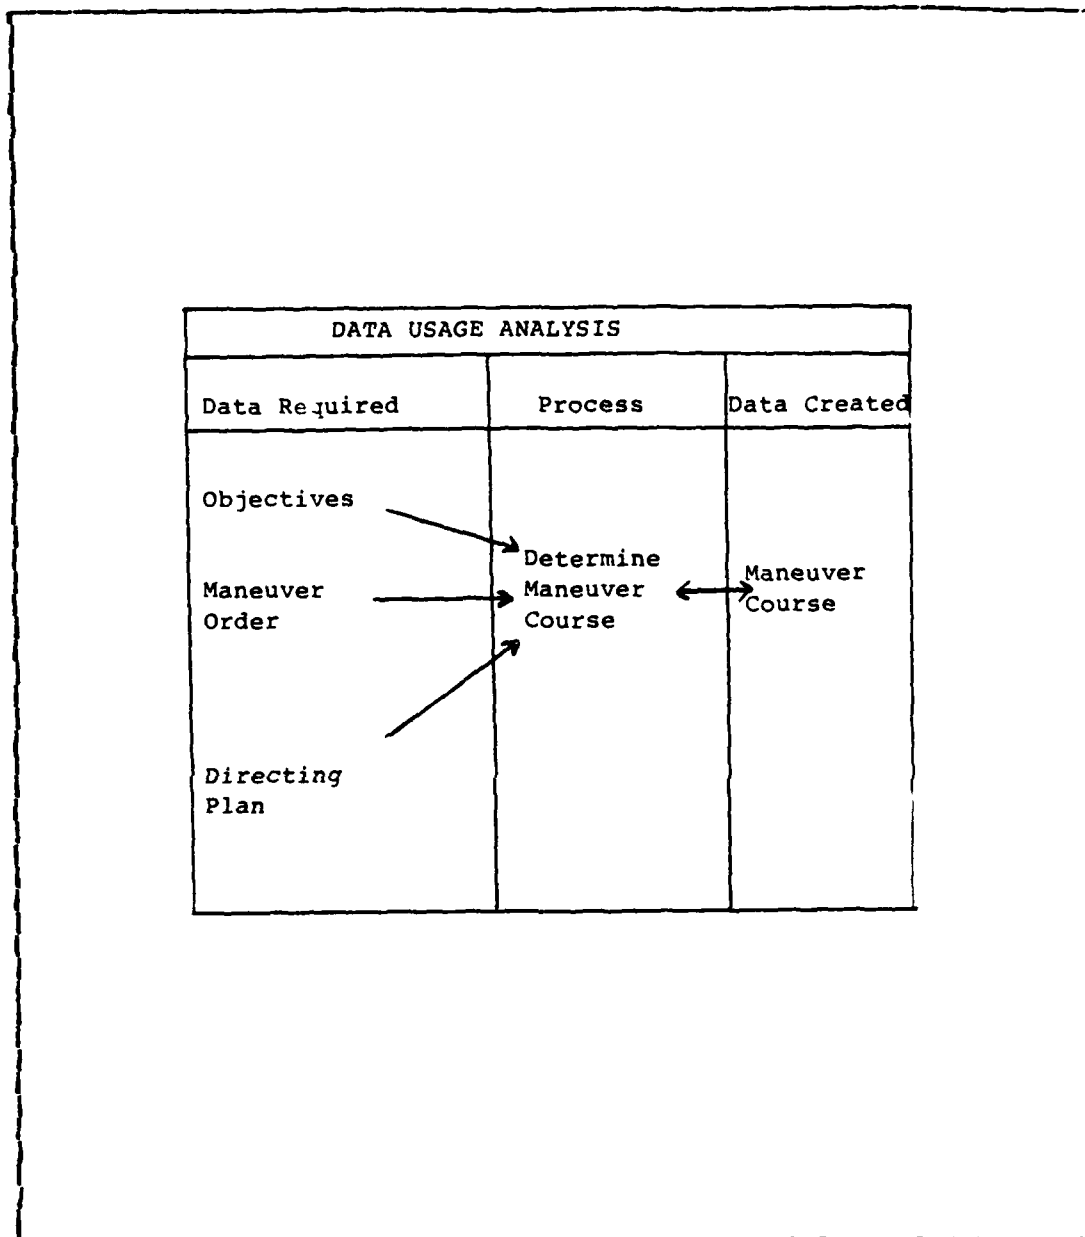 DATA USAGE ANALYSIS
Data Required
Process
Data Created
Objectives
Maneuver
Order
Directing
Plan
Determine
Maneuver
Course
Maneuver
Course